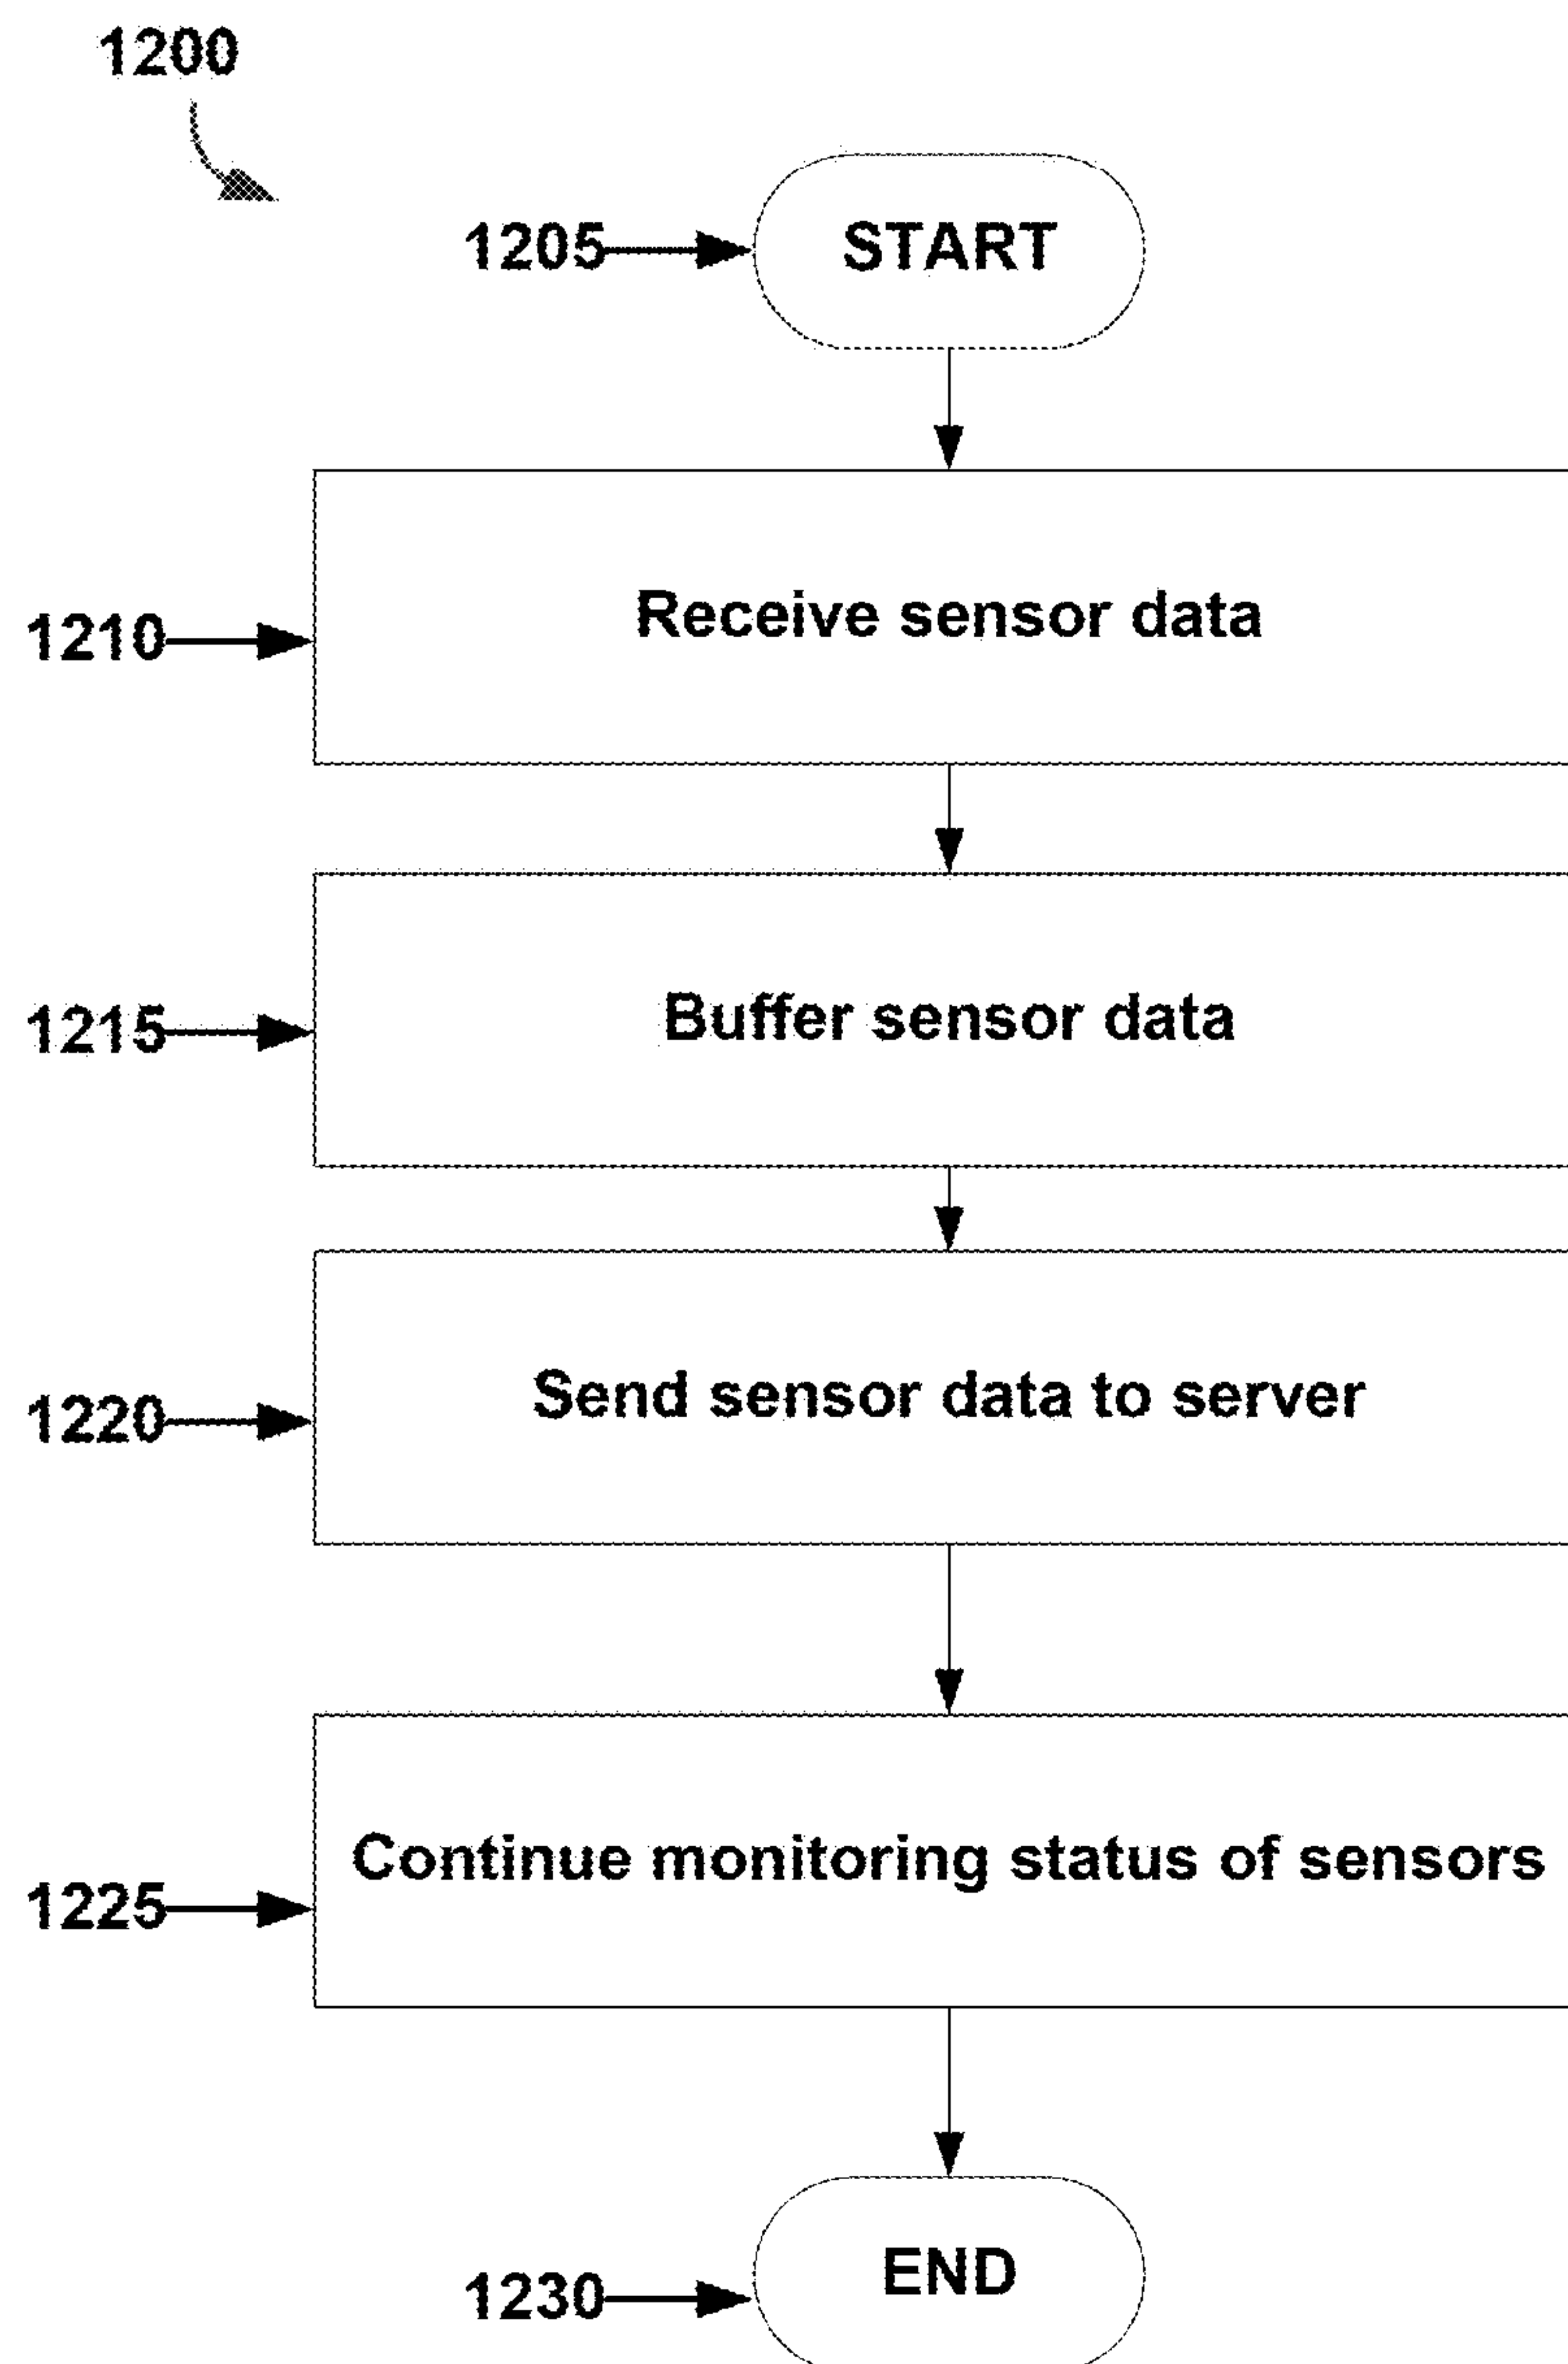 1200
1205 START
1210 Receive sensor data
1215 Buffer sensor data
1220 Send sensor data to server
1225 Continue monitoring status of sensors
1230 END